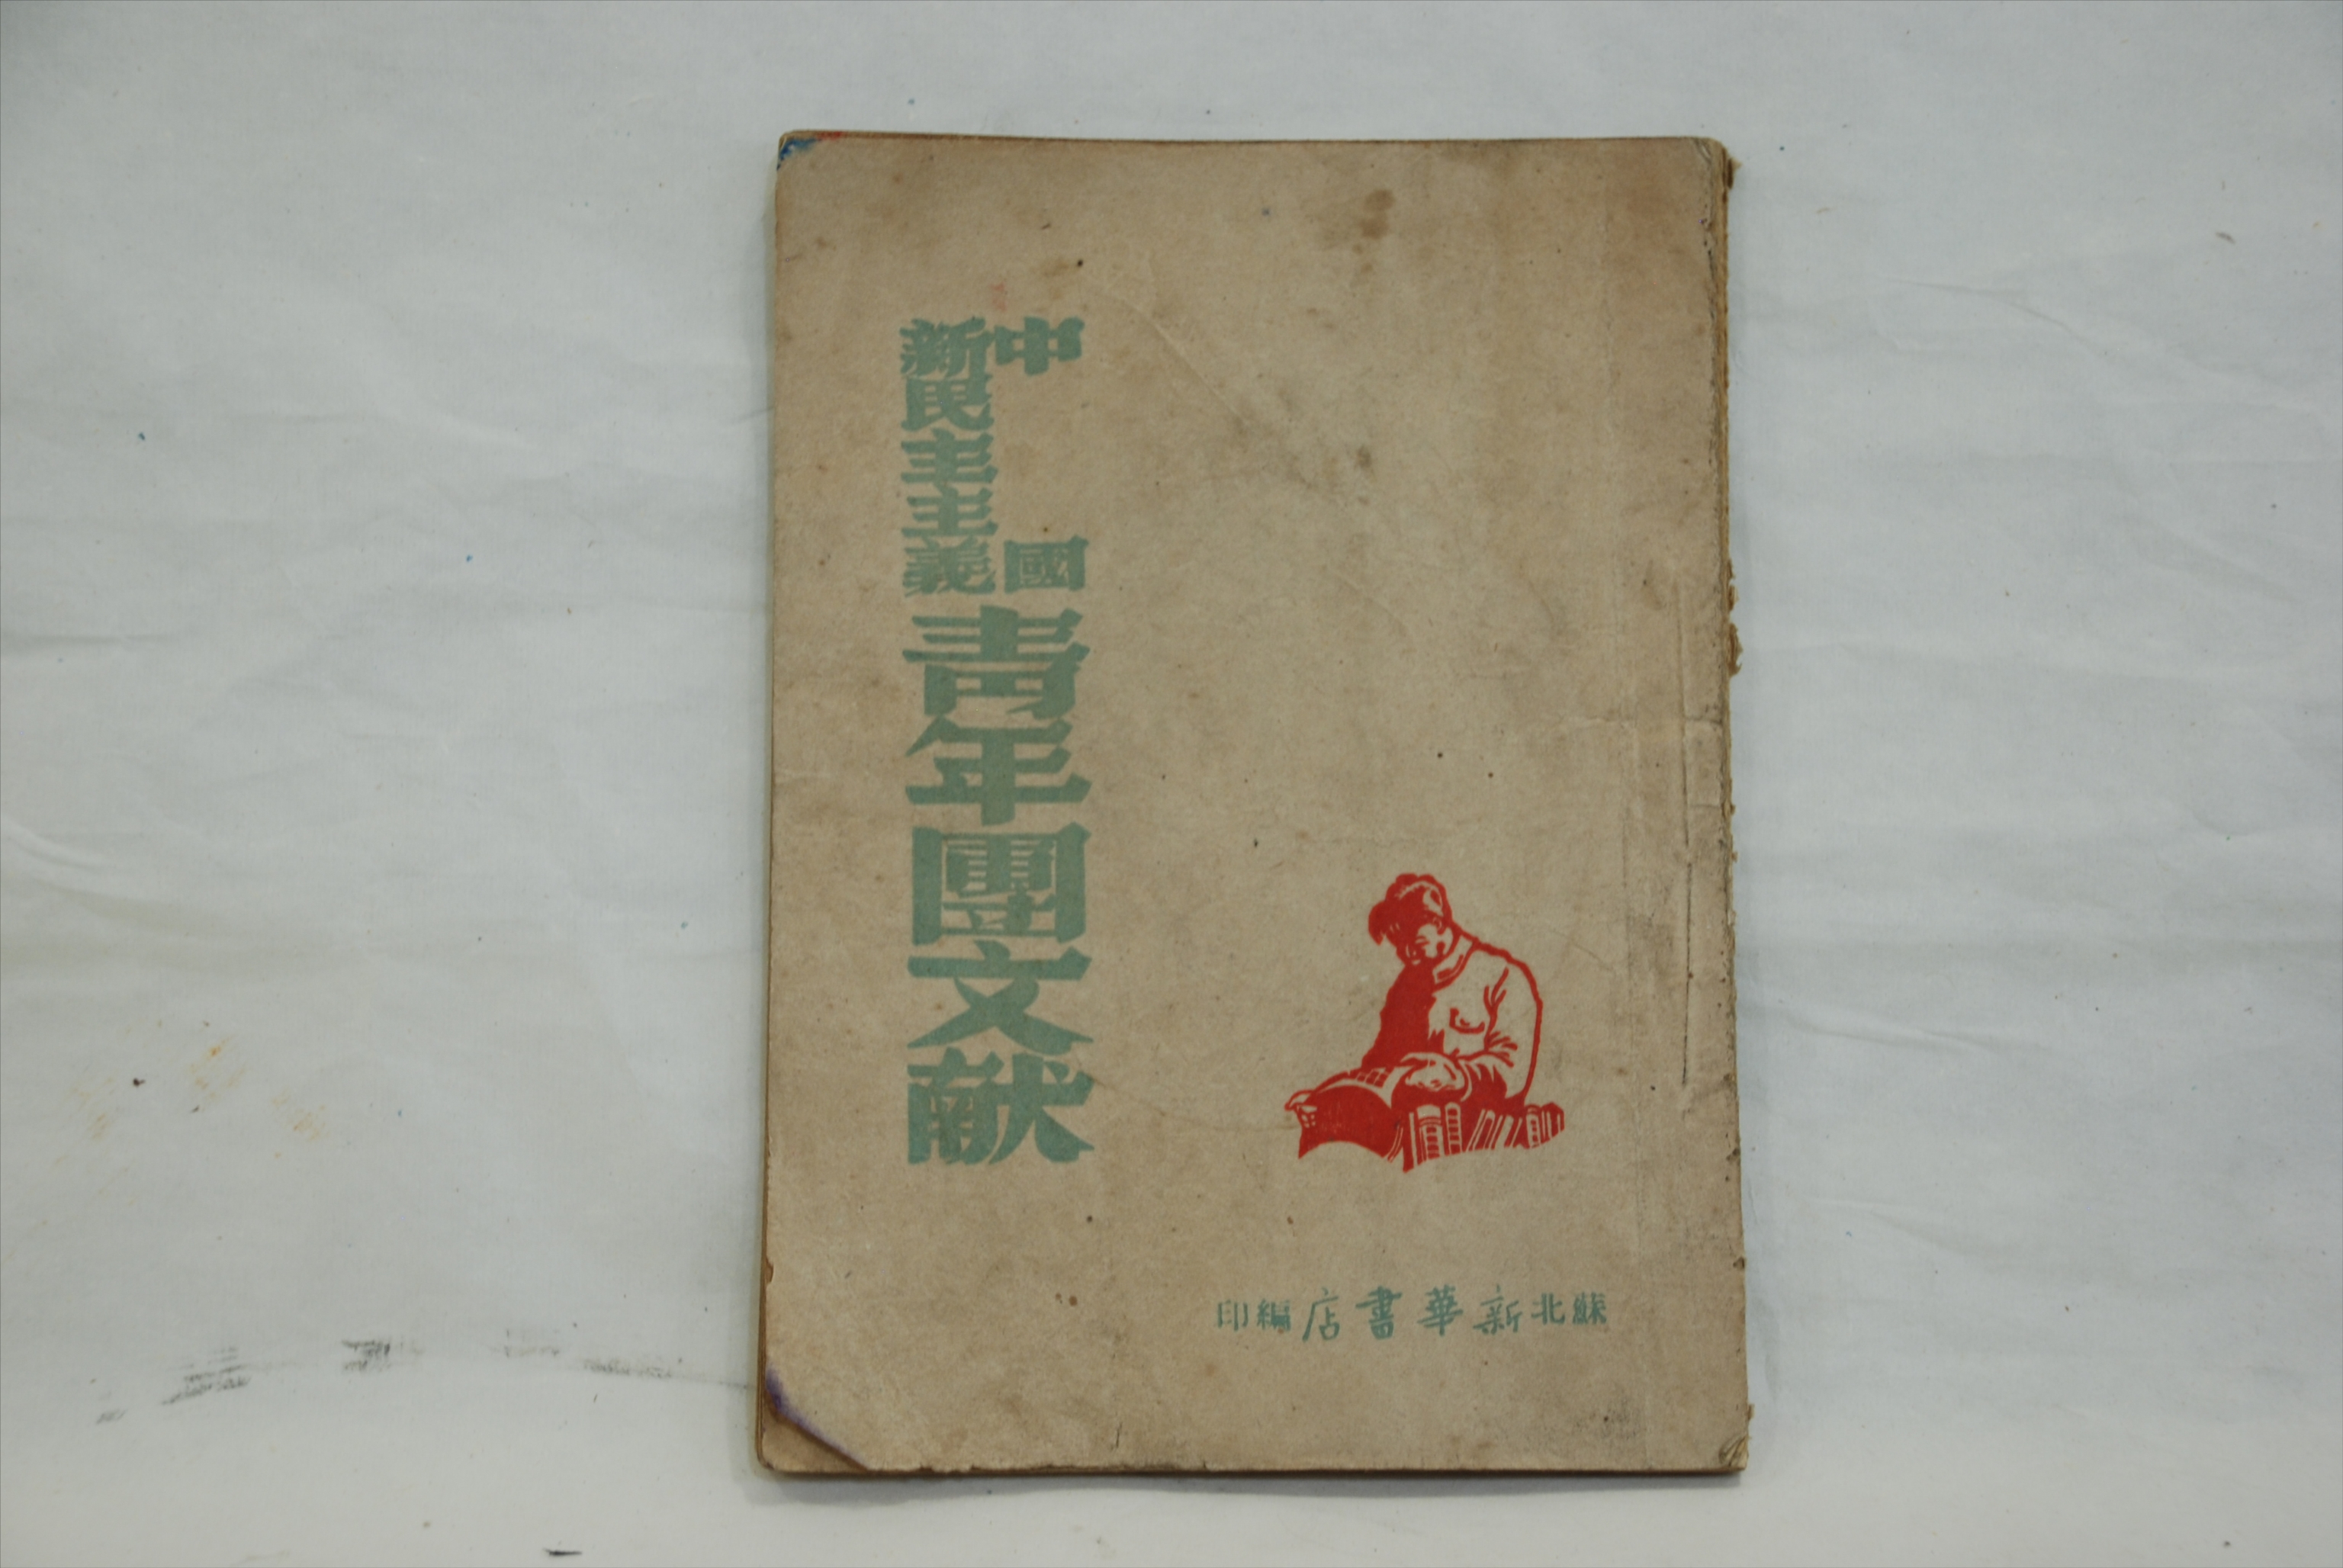 中國
新民主主義
青年團文献
蘇北新華書店編印